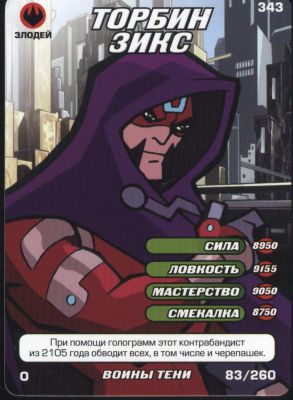 343
ЗЛОДЕЙ
ТОРБИН
ЗИКС
СИЛА 8950
ЛОВКОСТЬ 9155
МАСТЕРСТВО 9050
СМЕКАЛКА 8750
При помощи голограмм этот контрабандист
из 2105 года обводит всех, в том числе и черепашек.
0 ВОИНЫ ТЕНИ 83/260